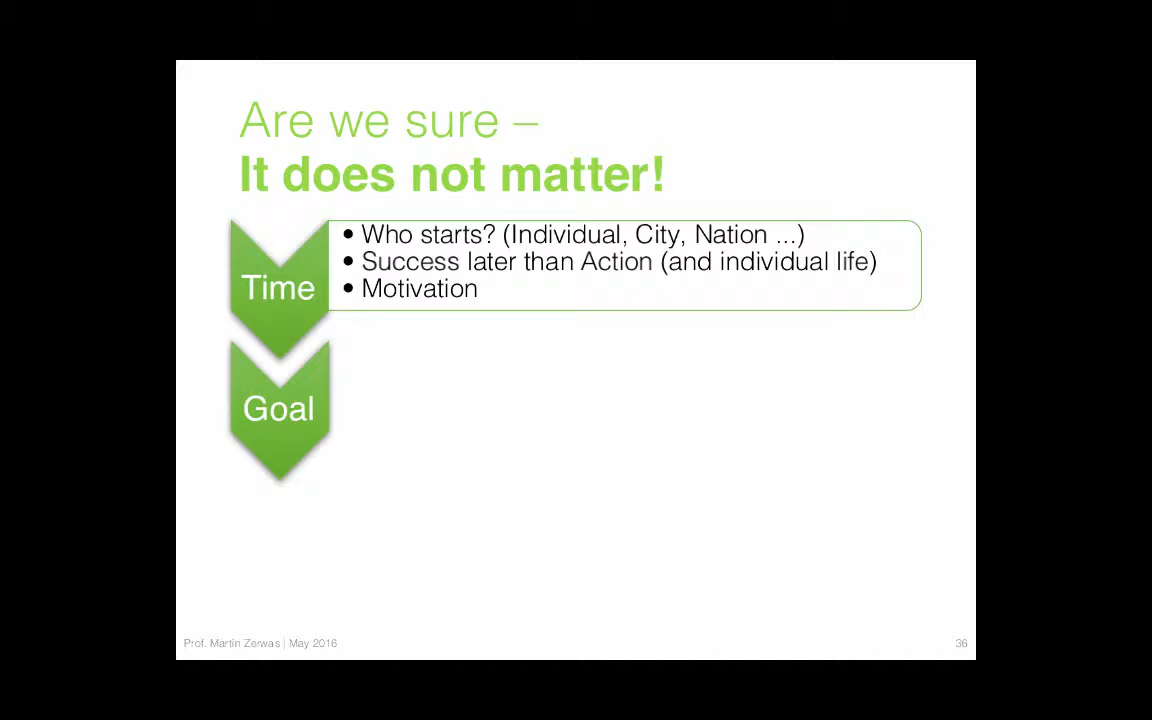 Are we sure –
It does not matter!
Time
• Who starts? (Individual, City, Nation ...)
• Success later than Action (and individual life)
• Motivation
Goal
Prof. Martin Zerwas | May 2016
36